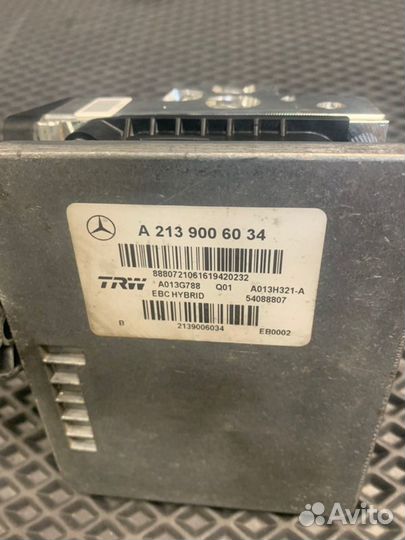 A 213 900 60 34
8880721061619420232
TRW
A013G788 Q01 A013H321-A
EBC HYBRID 54088807
B 2139006034 EB0002
Avito